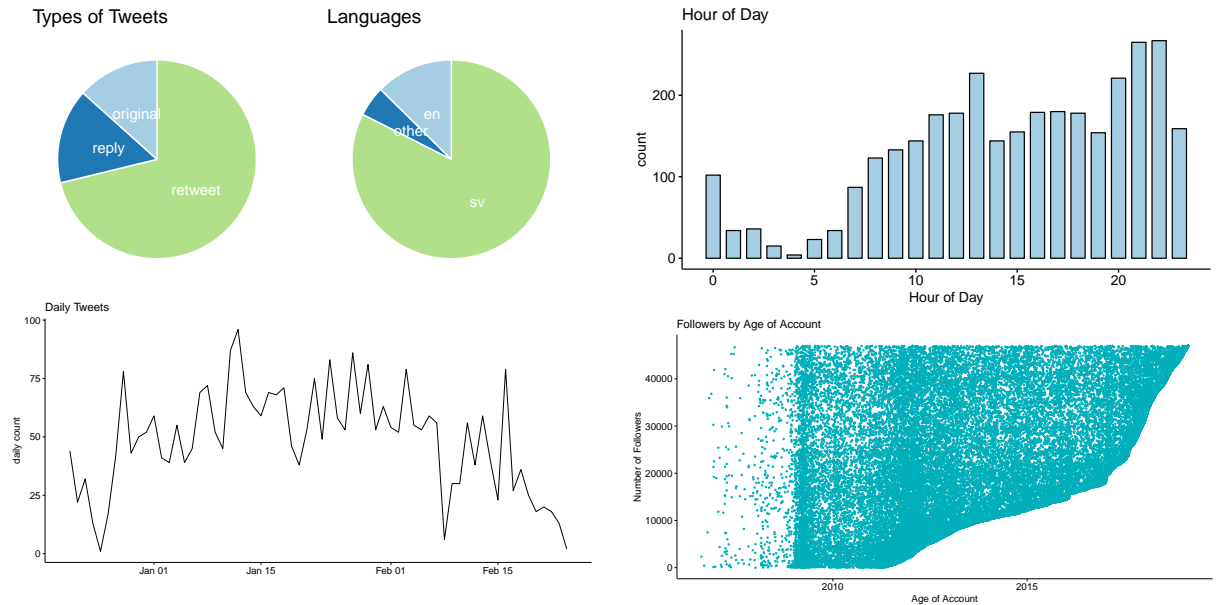 Types of Tweets
original
reply
retweet
Languages
en
other
sv
Hour of Day
count
200
100
0
0 5 10 15 20
Hour of Day
Daily Tweets
daily count
100
75
50
25
0
Jan 01 Jan 15 Feb 01 Feb 15
Followers by Age of Account
Number of Followers
40000
30000
20000
10000
0
2010 2015
Age of Account